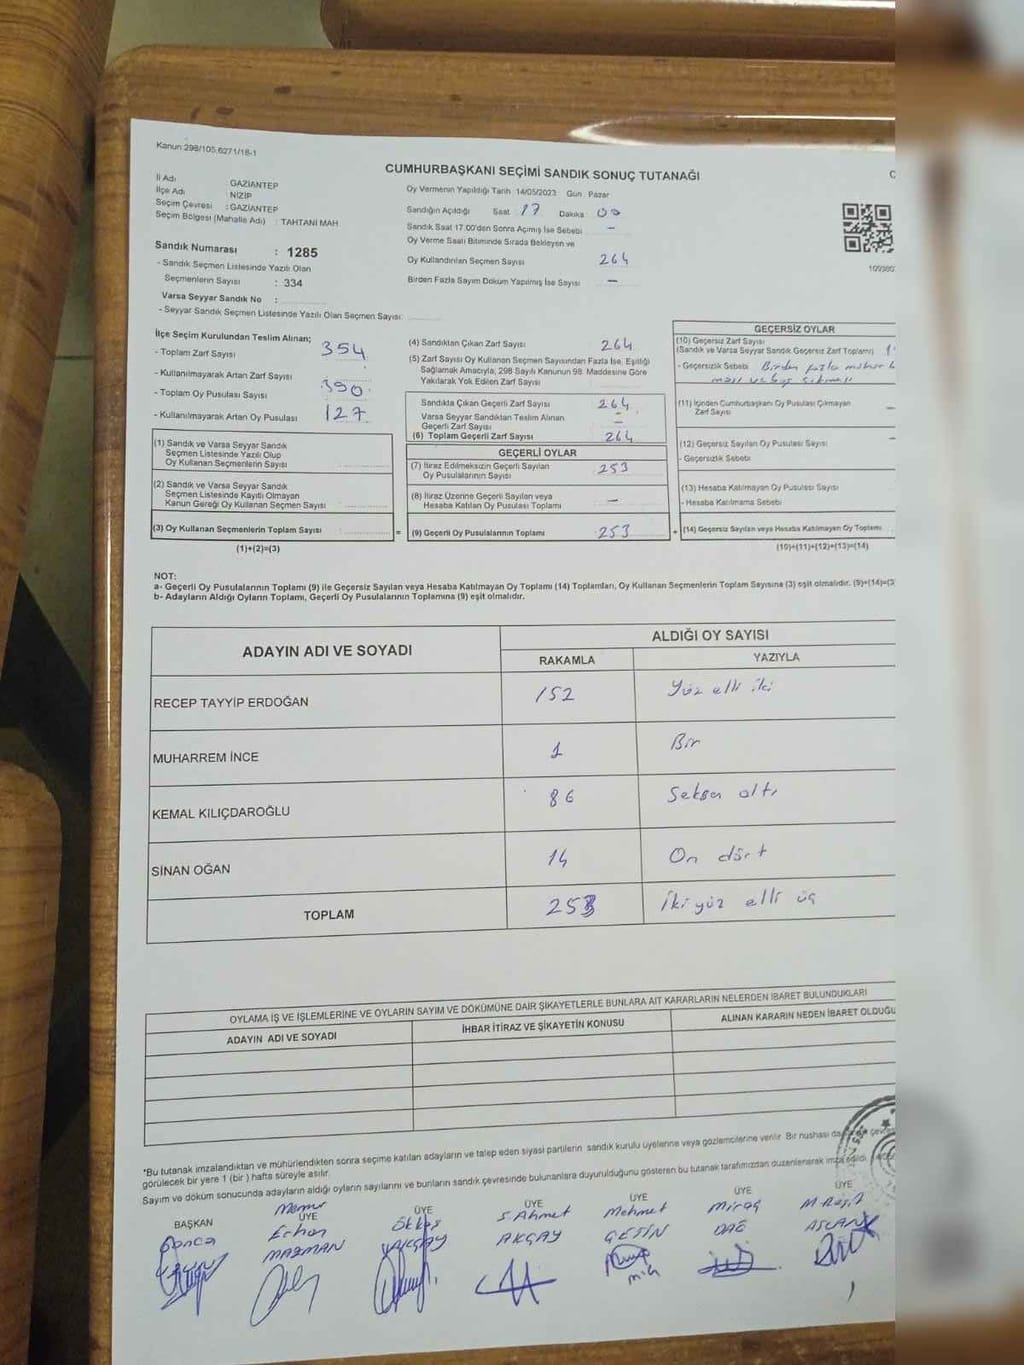 Kanun:298/105,6271/18-1
CUMHURBAŞKANI SEÇİMİ SANDIK SONUÇ TUTANAĞI
İl Adı : GAZİANTEP
İlçe Adı NİZİP
Seçim Çevresi : GAZİANTEP
Seçim Bölgesi (Mahalle Adı) : TAHTANİ MAH
Sandık Numarası : 1285
- Sandık Seçmen Listesinde Yazılı Olan
Seçmenlerin Sayısı : 334
Varsa Seyyar Sandık No :
- Seyyar Sandık Seçmen Listesinde Yazılı Olan Seçmen Sayısı:
Oy Vermenin Yapıldığı Tarih 14/05/2023 Gün Pazar
Sandığın Açıldığı Saat 17 Dakika 00
Sandık Saat 17.00'den Sonra Açılmış İse Sebebi —
Oy Verme Saati Bitiminde Sırada Bekleyen ve
Oy Kullandırılan Seçmen Sayısı 264
Birden Fazla Sayım Döküm Yapılmış İse Sayısı —
109380
İlçe Seçim Kurulundan Teslim Alınan;
- Toplam Zarf Sayısı 354
- Kullanılmayarak Artan Zarf Sayısı
- Toplam Oy Pusulası Sayısı 390
- Kullanılmayarak Artan Oy Pusulası 127
(1) Sandık ve Varsa Seyyar Sandık
Seçmen Listesinde Yazılı Olup
Oy Kullanan Seçmenlerin Sayısı
(2) Sandık ve Varsa Seyyar Sandık
Seçmen Listesinde Kayıtlı Olmayan
Kanun Gereği Oy Kullanan Seçmen Sayısı
(3) Oy Kullanan Seçmenlerin Toplam Sayısı =
(1)+(2)=(3)
(4) Sandıktan Çıkan Zarf Sayısı 264
(5) Zarf Sayısı Oy Kullanan Seçmen Sayısından Fazla İse, Eşitliği
Sağlamak Amacıyla, 298 Sayılı Kanunun 98. Maddesine Göre
Yakılarak Yok Edilen Zarf Sayısı —
Sandıkta Çıkan Geçerli Zarf Sayısı 264
Varsa Seyyar Sandıktan Teslim Alınan
Geçerli Zarf Sayısı —
(6) Toplam Geçerli Zarf Sayısı 264
GEÇERLİ OYLAR
(7) İtiraz Edilmeksizin Geçerli Sayılan
Oy Pusulalarının Sayısı 253
(8) İtiraz Üzerine Geçerli Sayılan veya
Hesaba Katılan Oy Pusulası Toplamı —
(9) Geçerli Oy Pusulalarının Toplamı 253 +
GEÇERSİZ OYLAR
(10) Geçersiz Zarf Sayısı
(Sandık ve Varsa Seyyar Sandık Geçersiz Zarf Toplamı)
- Geçersizlik Sebebi Birden fazla mühür
(11) İçinden Cumhurbaşkanı Oy Pusulası Çıkmayan
Zarf Sayısı —
(12) Geçersiz Sayılan Oy Pusulası Sayısı
- Geçersizlik Sebebi
(13) Hesaba Katılmayan Oy Pusulası Sayısı
- Hesaba Katılmama Sebebi
(14) Geçersiz Sayılan veya Hesaba Katılmayan Oy Toplamı
(10)+(11)+(12)+(13)=(14)
NOT:
a- Geçerli Oy Pusulalarının Toplamı (9) ile Geçersiz Sayılan veya Hesaba Katılmayan Oy Toplamı (14) Toplamları, Oy Kullanan Seçmenlerin Toplam Sayısına (3) eşit olmalıdır. (9)+(14)=(3
b- Adayların Aldığı Oyların Toplamı, Geçerli Oy Pusulalarının Toplamına (9) eşit olmalıdır.
ADAYIN ADI VE SOYADI ALDIĞI OY SAYISI
RAKAMLA YAZIYLA
RECEP TAYYİP ERDOĞAN 152 Yüz elli iki
MUHARREM İNCE 1 Bir
KEMAL KILIÇDAROĞLU 86 Seksen altı
SİNAN OĞAN 14 On dört
TOPLAM 253 İki yüz elli üç
OYLAMA İŞ VE İŞLEMLERİNE VE OYLARIN SAYIM VE DÖKÜMÜNE DAİR ŞİKAYETLERLE BUNLARA AİT KARARLARIN NELERDEN İBARET BULUNDUKLARI
ADAYIN ADI VE SOYADI İHBAR İTİRAZ VE ŞİKAYETİN KONUSU ALINAN KARARIN NEDEN İBARET OLDUĞU
*Bu tutanak imzalandıktan ve mühürlendikten sonra seçime katılan adayların ve talep eden siyasi partilerin sandık kurulu üyelerine veya gözlemcilerine verilir. Bir nüshası da
görülecek bir yere 1 (bir) hafta süreyle asılır.
Sayım ve döküm sonucunda adayların aldığı oyların sayılarını ve bunların sandık çevresinde bulunanlara duyurulduğunu gösteren bu tutanak tarafımızdan düzenlenerek imza edildi.
BAŞKAN Memur ÜYE ÜYE ÜYE ÜYE ÜYE ÜYE
Gonca Erhan Ökkeş S Ahmet Mehmet Miraç M Raşit
MAZMAN AKÇAY AKÇAY ÇETİN DAĞ ASLAN